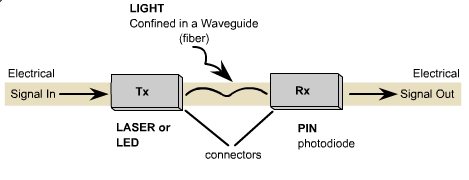 LIGHT
Confined in a Waveguide
(fiber)
Electrical
Signal In
Tx
Rx
Electrical
Signal Out
LASER or
LED
connectors
PIN
photodiode